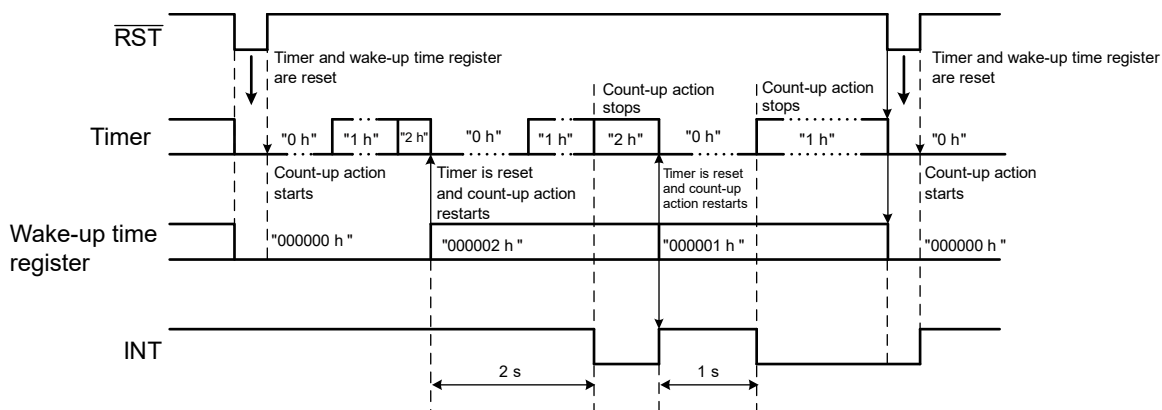 RST
Timer and wake-up time register
are reset
Timer and wake-up time register
are reset
Count-up action
stops
Count-up action
stops
Timer
"0 h"
"1 h"
"2 h"
"0 h"
"1 h"
"2 h"
"0 h"
"1 h"
"0 h"
Count-up action
starts
Timer is reset
and count-up action
restarts
Timer is reset
and count-up
action restarts
Count-up action
starts
Wake-up time
register
"000000 h "
"000002 h "
"000001 h "
"000000 h "
INT
2 s
1 s